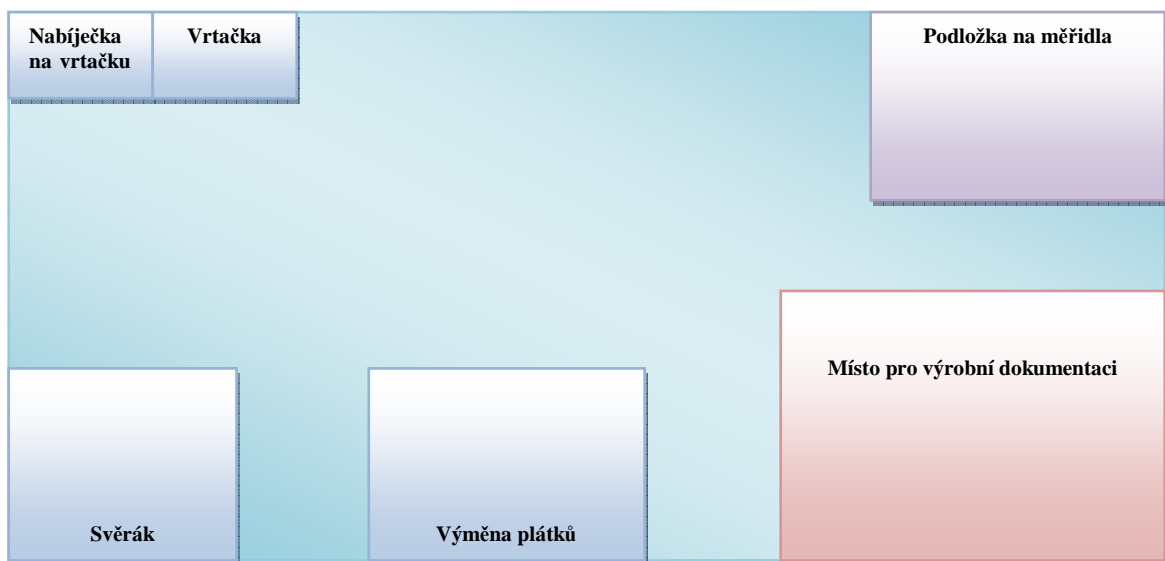 Nabíječka
na vrtačku
Vrtačka
Podložka na měřidla
Místo pro výrobní dokumentaci
Svěrák
Výměna plátků